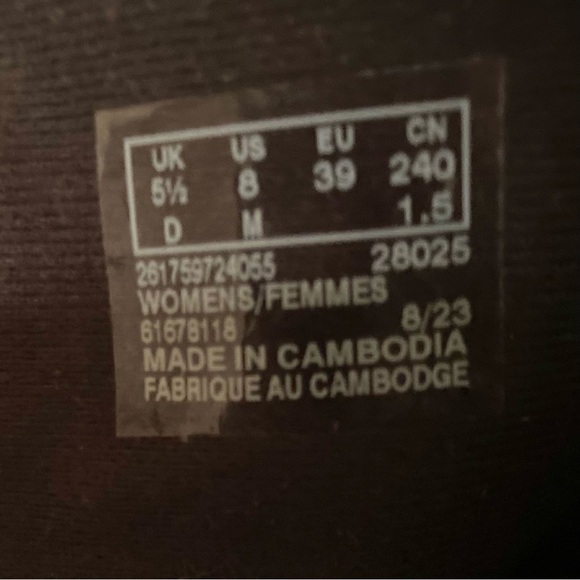 UK US EU CN
5½ 8 39 240
D M 1.5
261759724055 28025
WOMENS/FEMMES
61678118 8/23
MADE IN CAMBODIA
FABRIQUE AU CAMBODGE